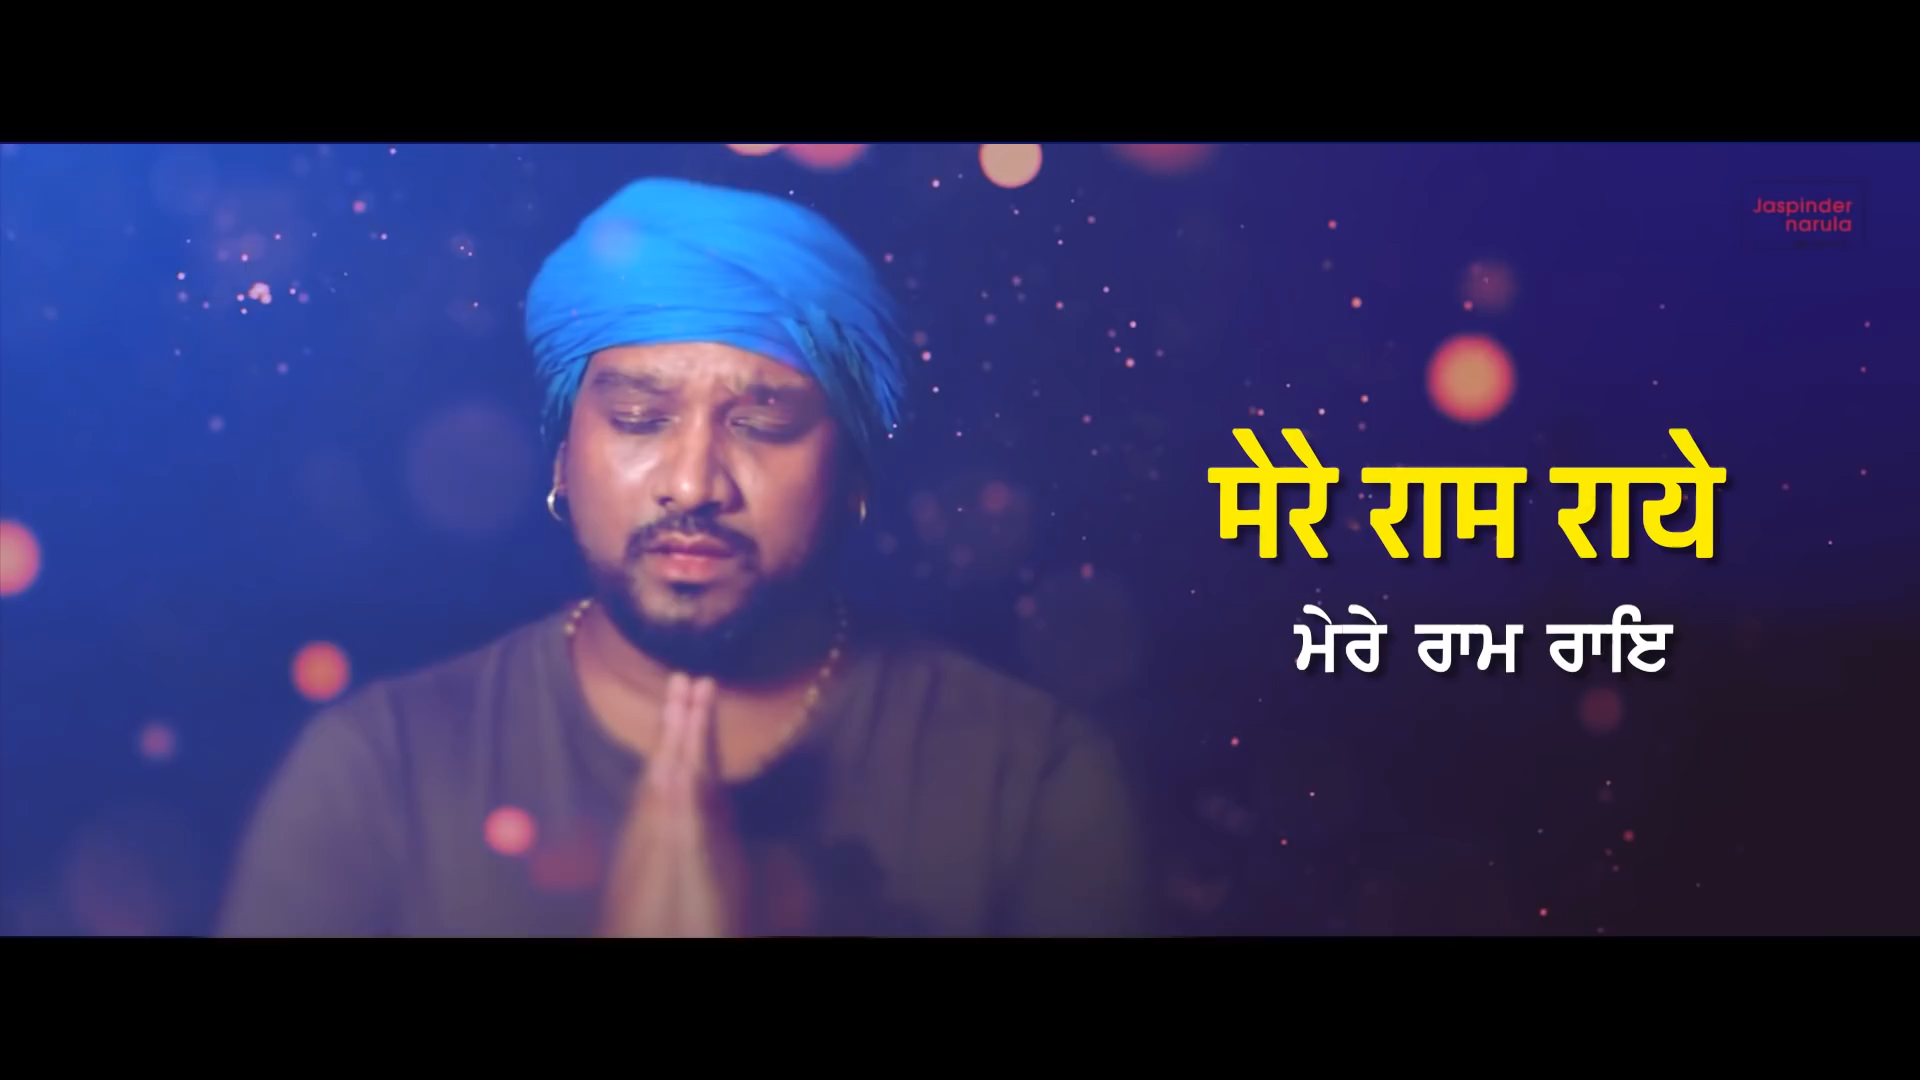 Jaspinder
narula
मेरे राम राये
ਮੇਰੇ ਰਾਮ ਰਾਇ